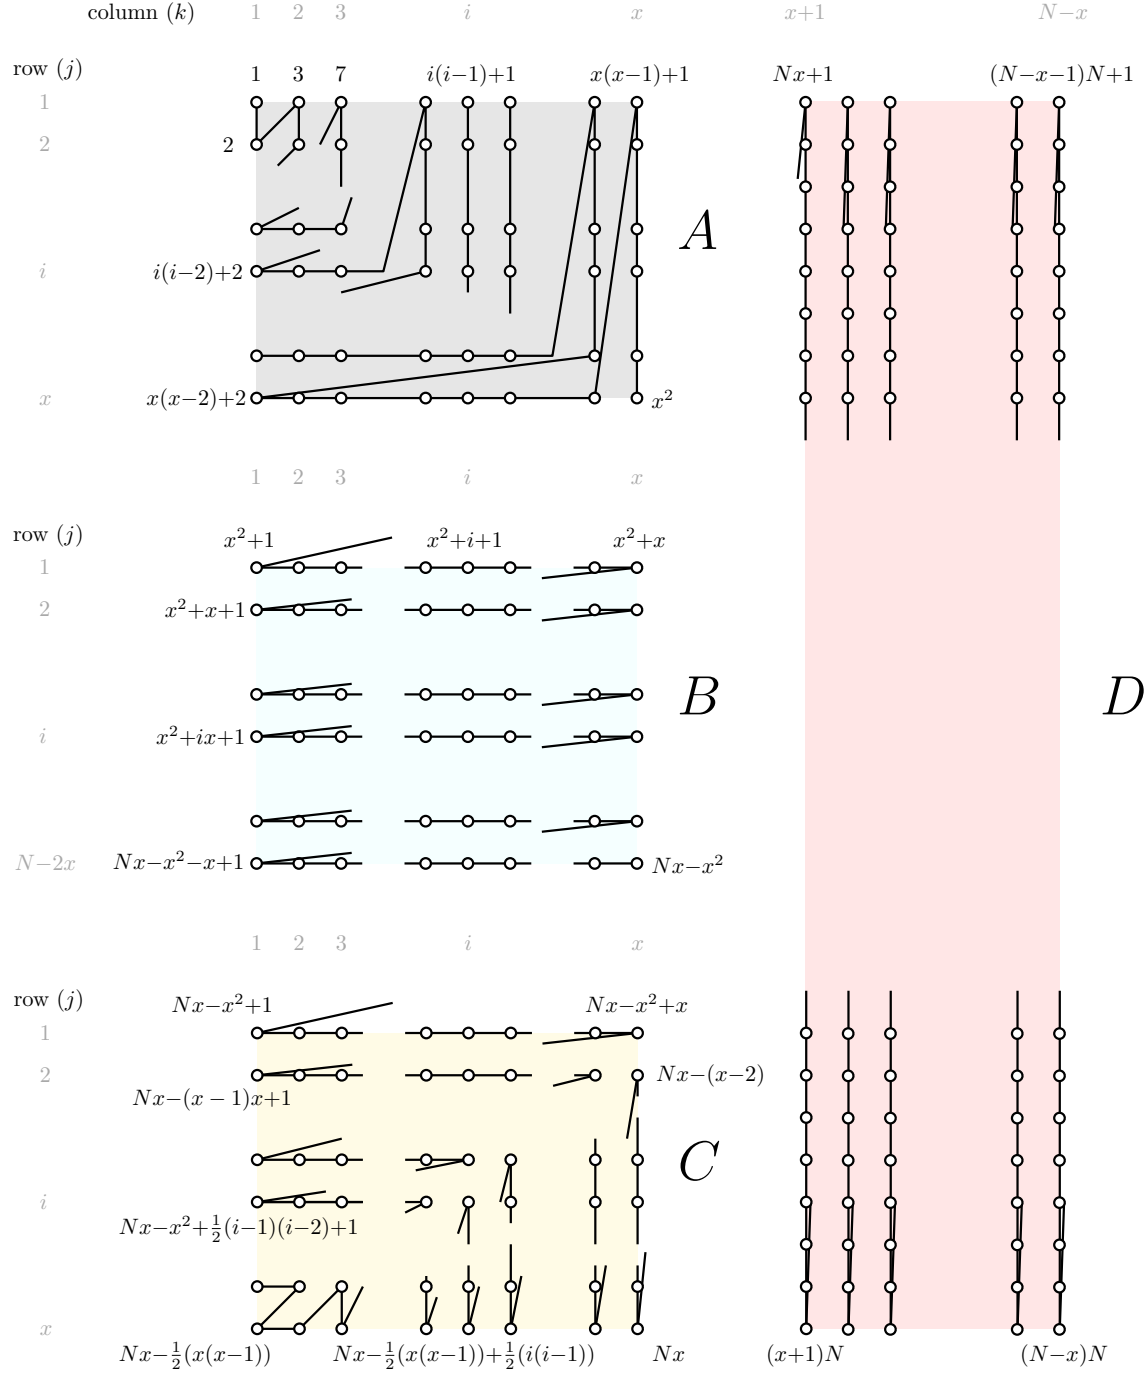 column (k) 1 2 3 i x x+1 N−x
row (j) 1 3 7 i(i−1)+1 x(x−1)+1 Nx+1 (N−x−1)N+1
1
2 2
A
i i(i−2)+2
x x(x−2)+2 x²
1 2 3 i x
row (j) x²+1 x²+i+1 x²+x
1
2 x²+x+1
B D
i x²+ix+1
N−2x Nx−x²−x+1 Nx−x²
1 2 3 i x
row (j) Nx−x²+1 Nx−x²+x
1
2 Nx−(x−2)
Nx−(x − 1)x+1
C
i
Nx−x²+½(i−1)(i−2)+1
x
Nx−½(x(x−1)) Nx−½(x(x−1))+½(i(i−1)) Nx (x+1)N (N−x)N